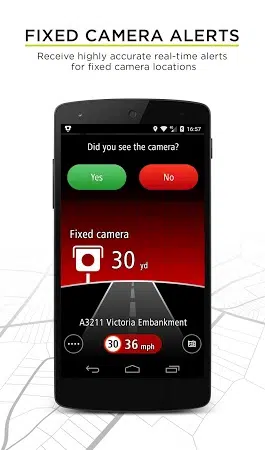 FIXED CAMERA ALERTS
Receive highly accurate real-time alerts
for fixed camera locations
16:57
Did you see the camera?
Yes No
Fixed camera
30 yd
A3211 Victoria Embankment
30 36 mph